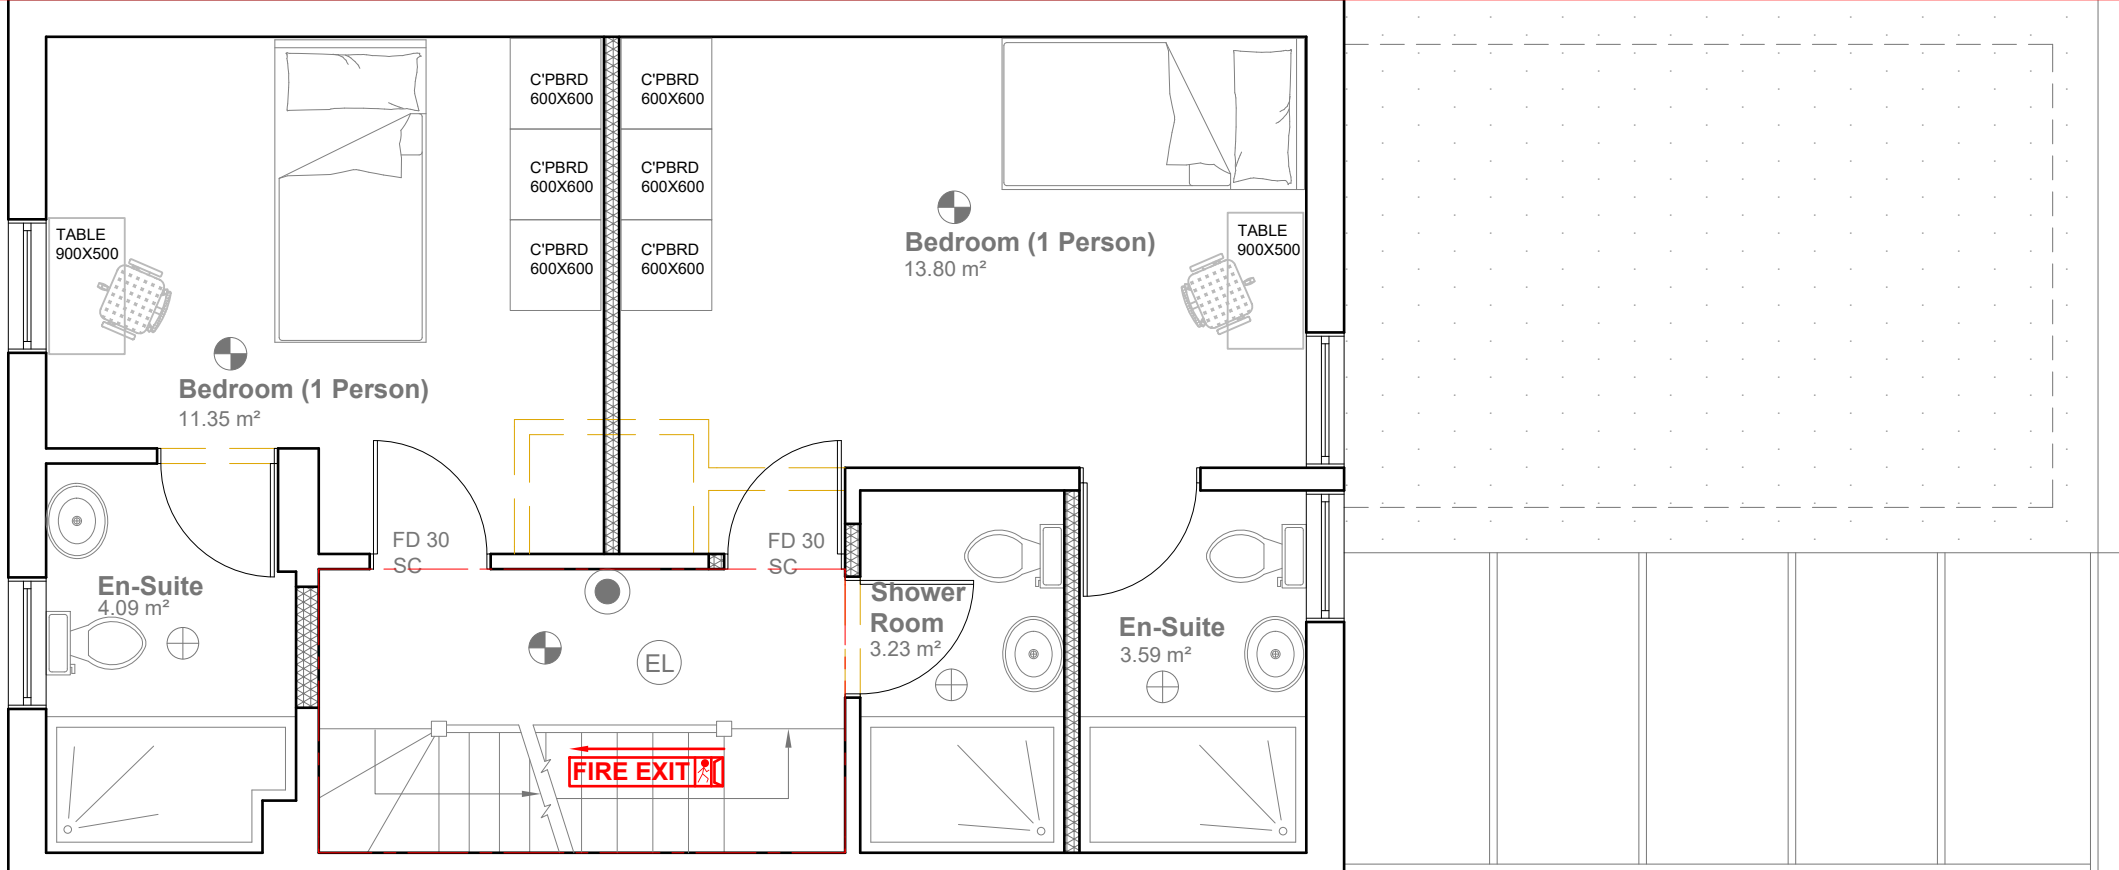 C'PBRD
600X600
C'PBRD
600X600
C'PBRD
600X600
C'PBRD
600X600
C'PBRD
600X600
C'PBRD
600X600
TABLE
900X500
Bedroom (1 Person)
11.35 m²
Bedroom (1 Person)
13.80 m²
TABLE
900X500
FD 30
SC
FD 30
SC
En-Suite
4.09 m²
EL
Shower
Room
3.23 m²
En-Suite
3.59 m²
FIRE EXIT